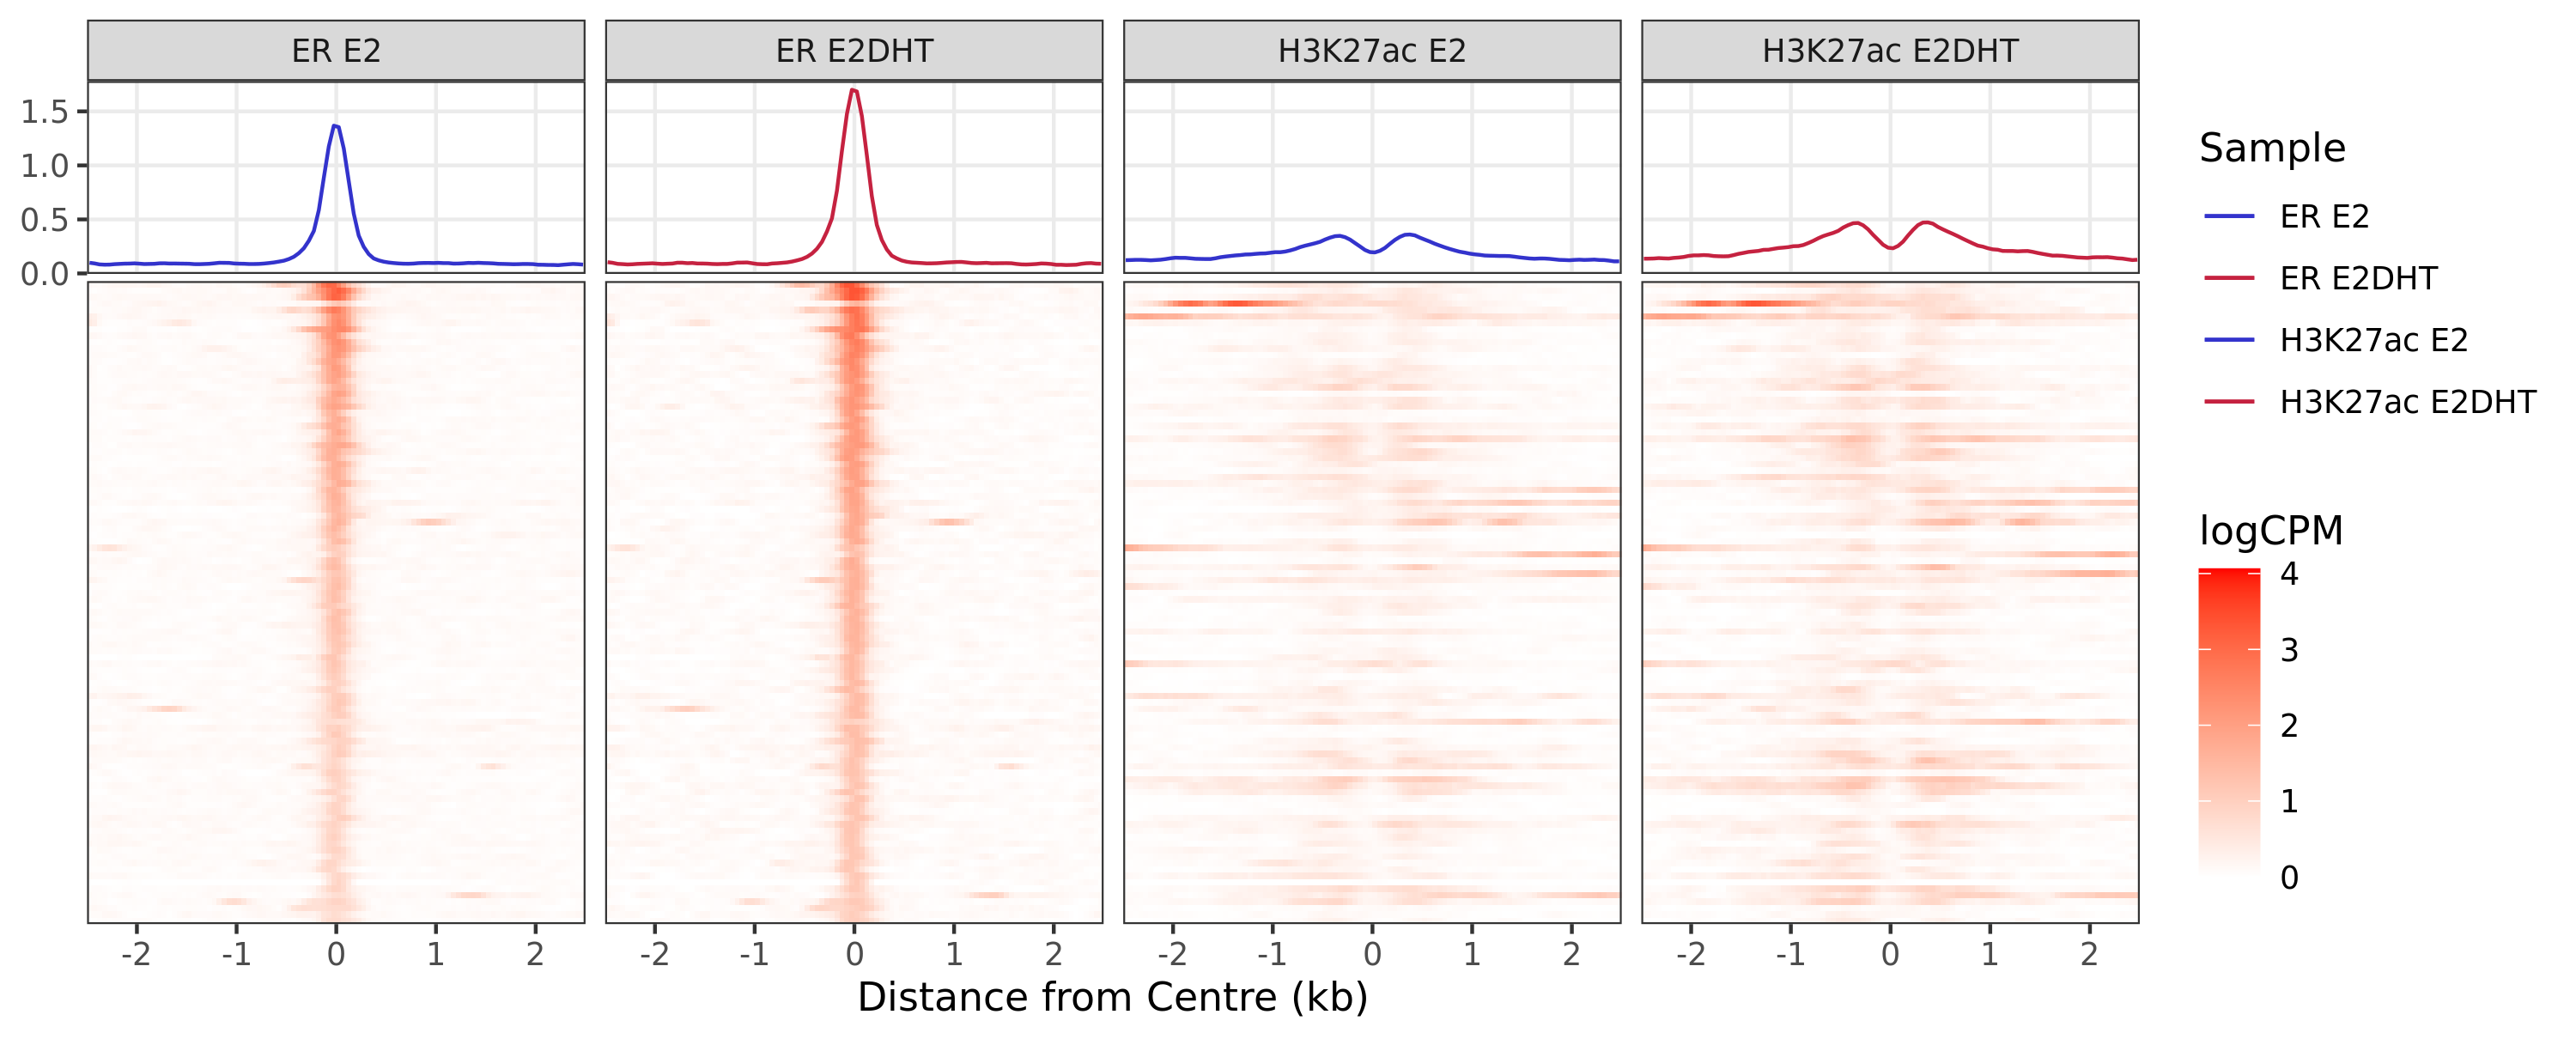 ER E2
ER E2DHT
H3K27ac E2
H3K27ac E2DHT
1.5
1.0
0.5
0.0
-2 -1 0 1 2
-2 -1 0 1 2
-2 -1 0 1 2
-2 -1 0 1 2
Distance from Centre (kb)
Sample
ER E2
ER E2DHT
H3K27ac E2
H3K27ac E2DHT
logCPM
4
3
2
1
0